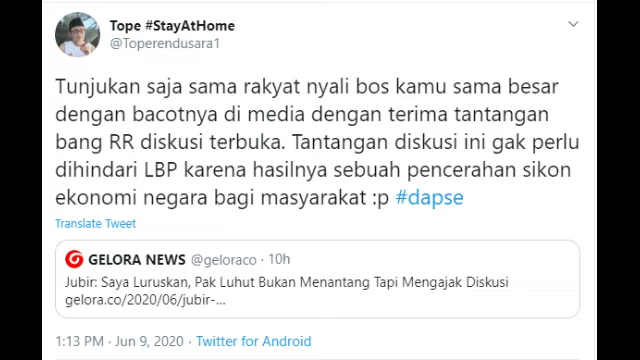 Tope #StayAtHome
@Toperendusara1
Tunjukan saja sama rakyat nyali bos kamu sama besar
dengan bacotnya di media dengan terima tantangan
bang RR diskusi terbuka. Tantangan diskusi ini gak perlu
dihindari LBP karena hasilnya sebuah pencerahan sikon
ekonomi negara bagi masyarakat :p #dapse
Translate Tweet
GELORA NEWS @geloraco · 10h
Jubir: Saya Luruskan, Pak Luhut Bukan Menantang Tapi Mengajak Diskusi
gelora.co/2020/06/jubir-...
1:13 PM · Jun 9, 2020 · Twitter for Android